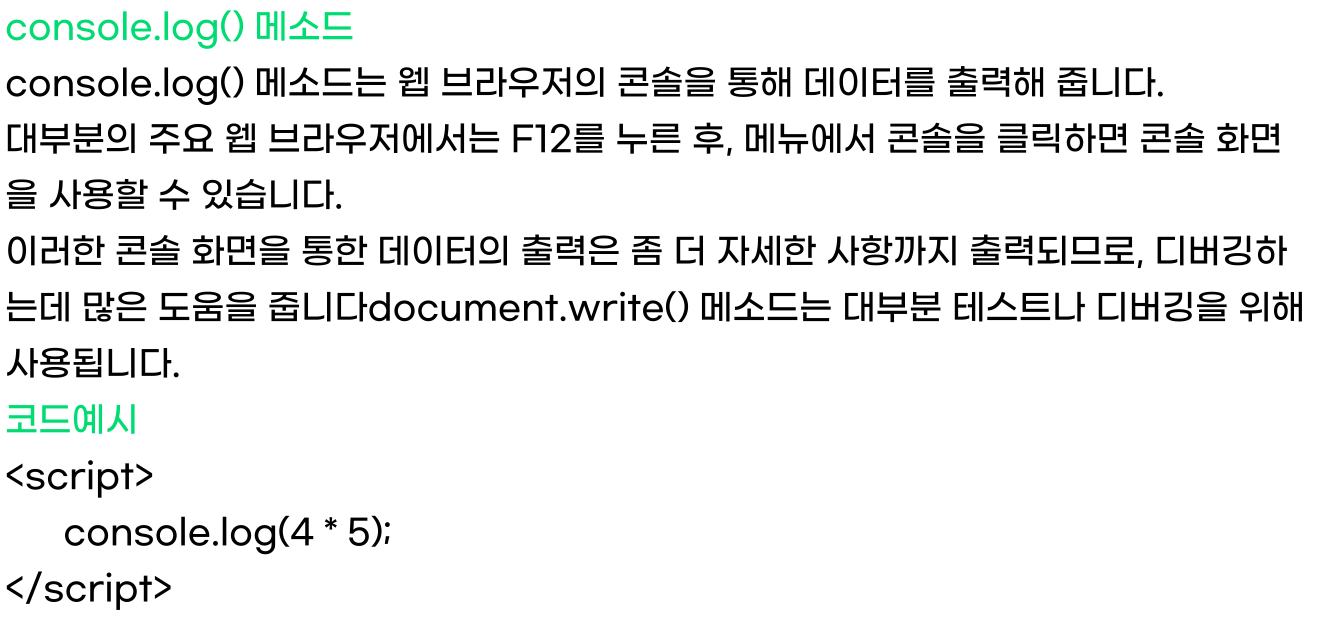 console.log() 메소드
console.log() 메소드는 웹 브라우저의 콘솔을 통해 데이터를 출력해 줍니다.
대부분의 주요 웹 브라우저에서는 F12를 누른 후, 메뉴에서 콘솔을 클릭하면 콘솔 화면
을 사용할 수 있습니다.
이러한 콘솔 화면을 통한 데이터의 출력은 좀 더 자세한 사항까지 출력되므로, 디버깅하
는데 많은 도움을 줍니다document.write() 메소드는 대부분 테스트나 디버깅을 위해
사용됩니다.
코드예시
<script>
    console.log(4 * 5);
</script>